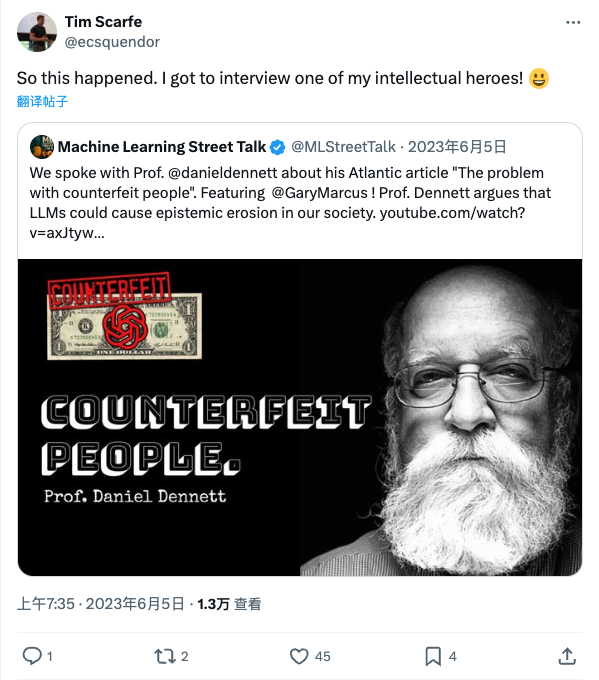 Tim Scarfe
@ecsquendor
So this happened. I got to interview one of my intellectual heroes! 😃
翻译帖子
Machine Learning Street Talk @MLStreetTalk · 2023年6月5日
We spoke with Prof. @danieldennett about his Atlantic article "The problem
with counterfeit people". Featuring @GaryMarcus ! Prof. Dennett argues that
LLMs could cause epistemic erosion in our society. youtube.com/watch?
v=axJtyw...
COUNTERFEIT
ONE DOLLAR
COUNTERFEIT
PEOPLE.
Prof. Daniel Dennett
上午7:35 · 2023年6月5日 · 1.3万 查看
1 2 45 4